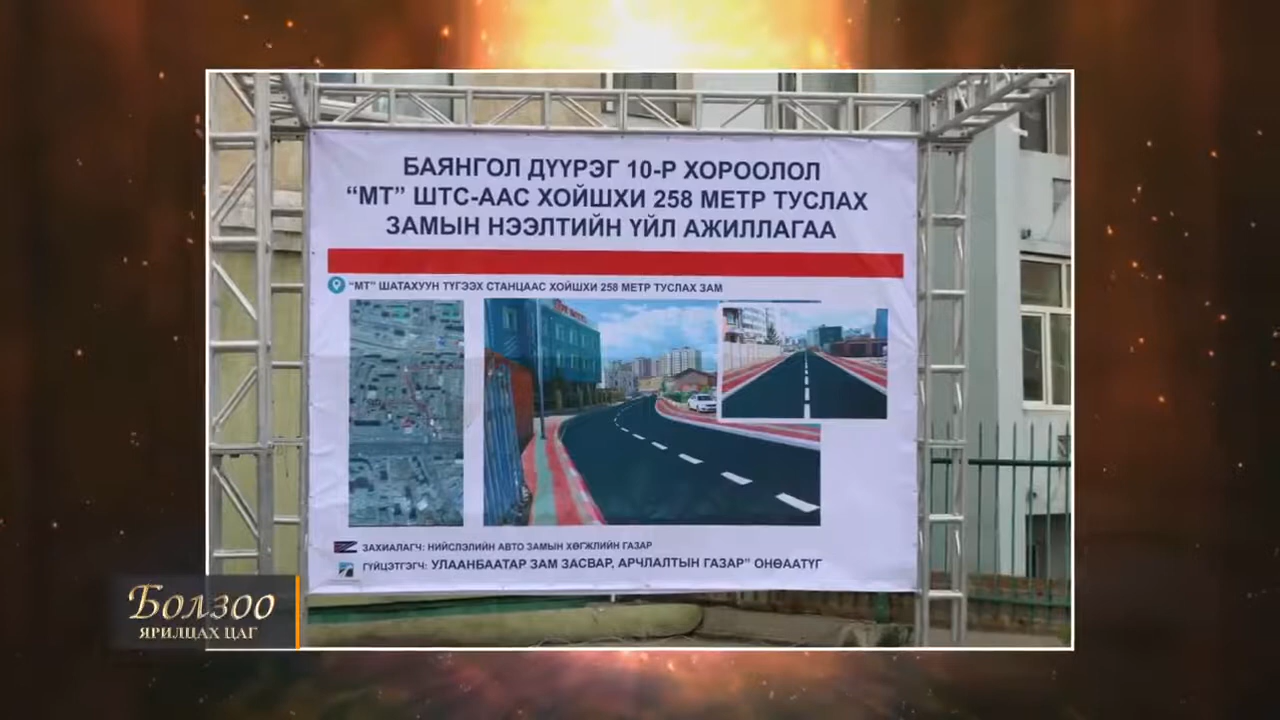 БАЯНГОЛ ДҮҮРЭГ 10-Р ХОРООЛОЛ
“МТ” ШТС-ААС ХОЙШХИ 258 МЕТР ТУСЛАХ
ЗАМЫН НЭЭЛТИЙН ҮЙЛ АЖИЛЛАГАА
“МТ” ШАТАХУУН ТҮГЭЭХ СТАНЦААС ХОЙШХИ 258 МЕТР ТУСЛАХ ЗАМ
ЗАХИАЛАГЧ: НИЙСЛЭЛИЙН АВТО ЗАМЫН ХӨГЖЛИЙН ГАЗАР
ГҮЙЦЭТГЭГЧ: УЛААНБААТАР ЗАМ ЗАСВАР, АРЧЛАЛТЫН ГАЗАР” ОНӨААТҮГ
Болзоо
ЯРИЛЦАХ ЦАГ